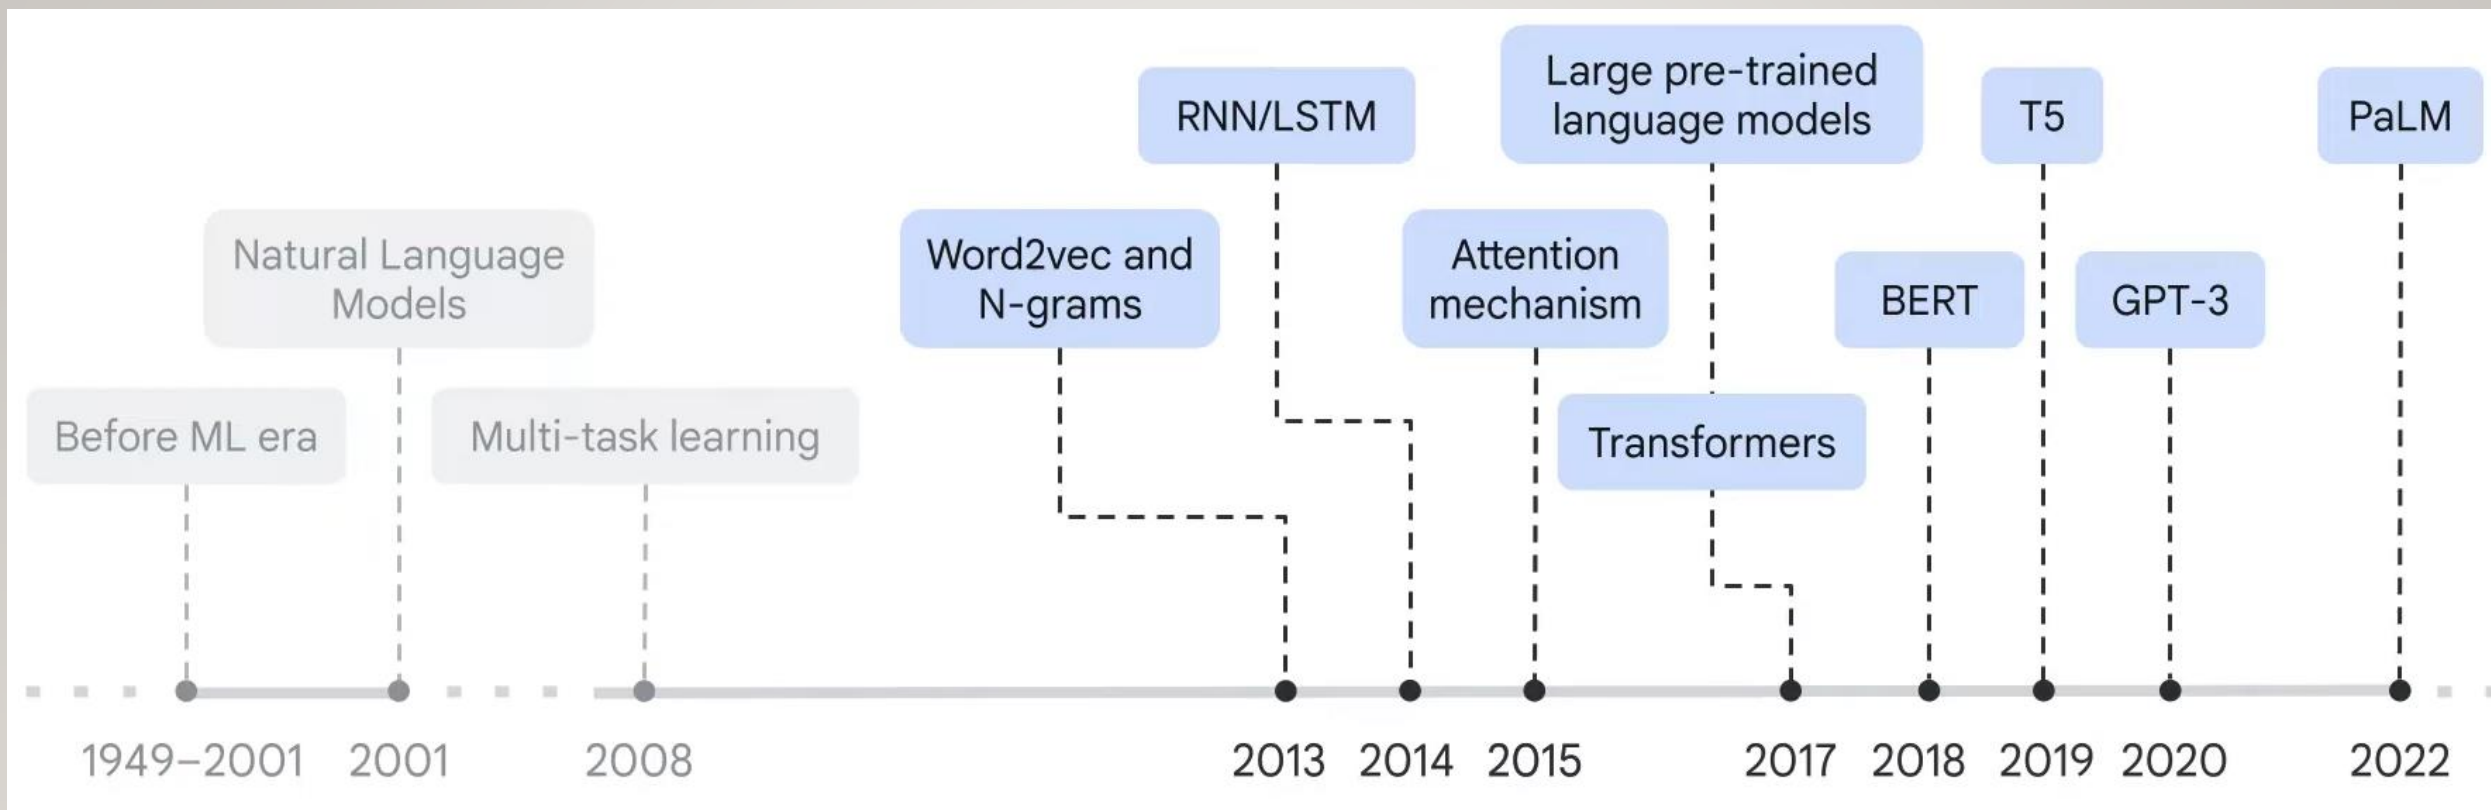 Large pre-trained
language models
RNN/LSTM
T5
PaLM
Natural Language
Models
Word2vec and
N-grams
Attention
mechanism
BERT
GPT-3
Before ML era
Multi-task learning
Transformers
1949–2001
2001
2008
2013
2014
2015
2017
2018
2019
2020
2022